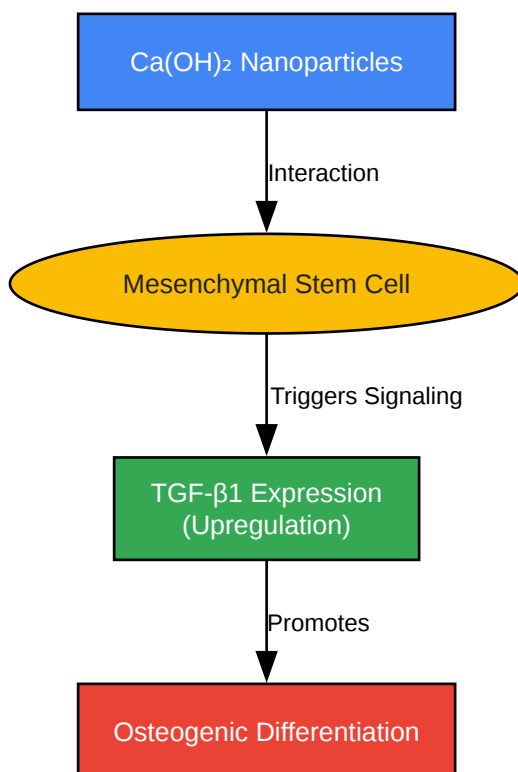 Ca(OH)₂ Nanoparticles
Interaction
Mesenchymal Stem Cell
Triggers Signaling
TGF-β1 Expression
(Upregulation)
Promotes
Osteogenic Differentiation